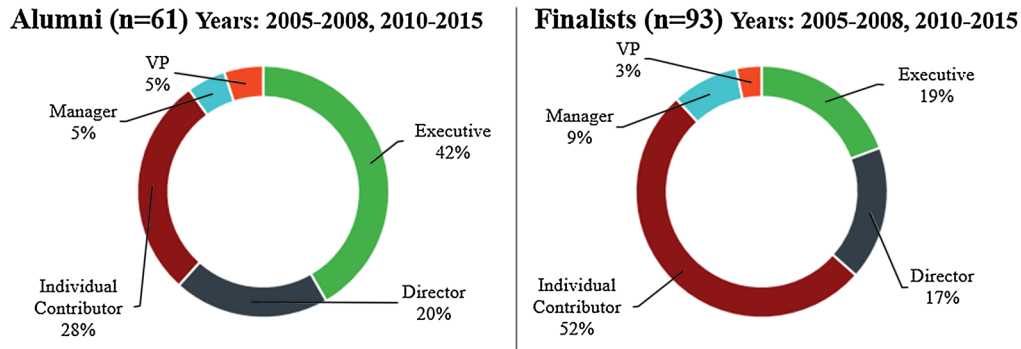 Alumni (n=61) Years: 2005-2008, 2010-2015
VP
5%
Manager
5%
Executive
42%
Individual
Contributor
28%
Director
20%
Finalists (n=93) Years: 2005-2008, 2010-2015
VP
3%
Executive
19%
Manager
9%
Individual
Contributor
52%
Director
17%